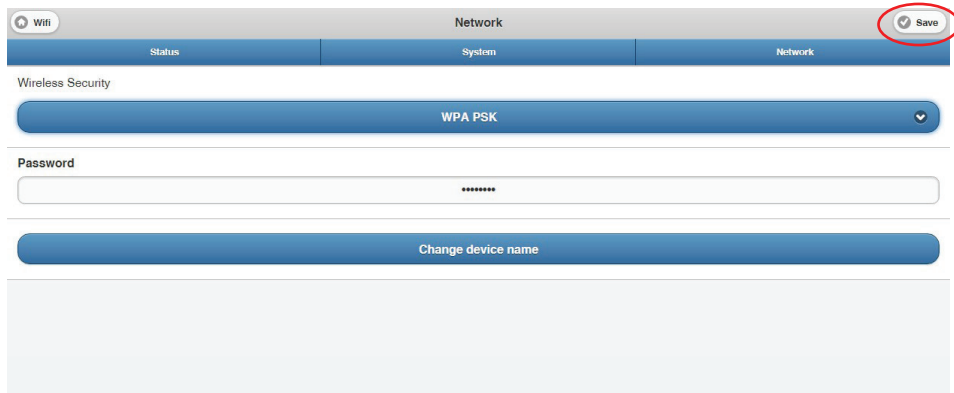 Wifi
Network
Save
Status
System
Network
Wireless Security
WPA PSK
Password
••••••••
Change device name